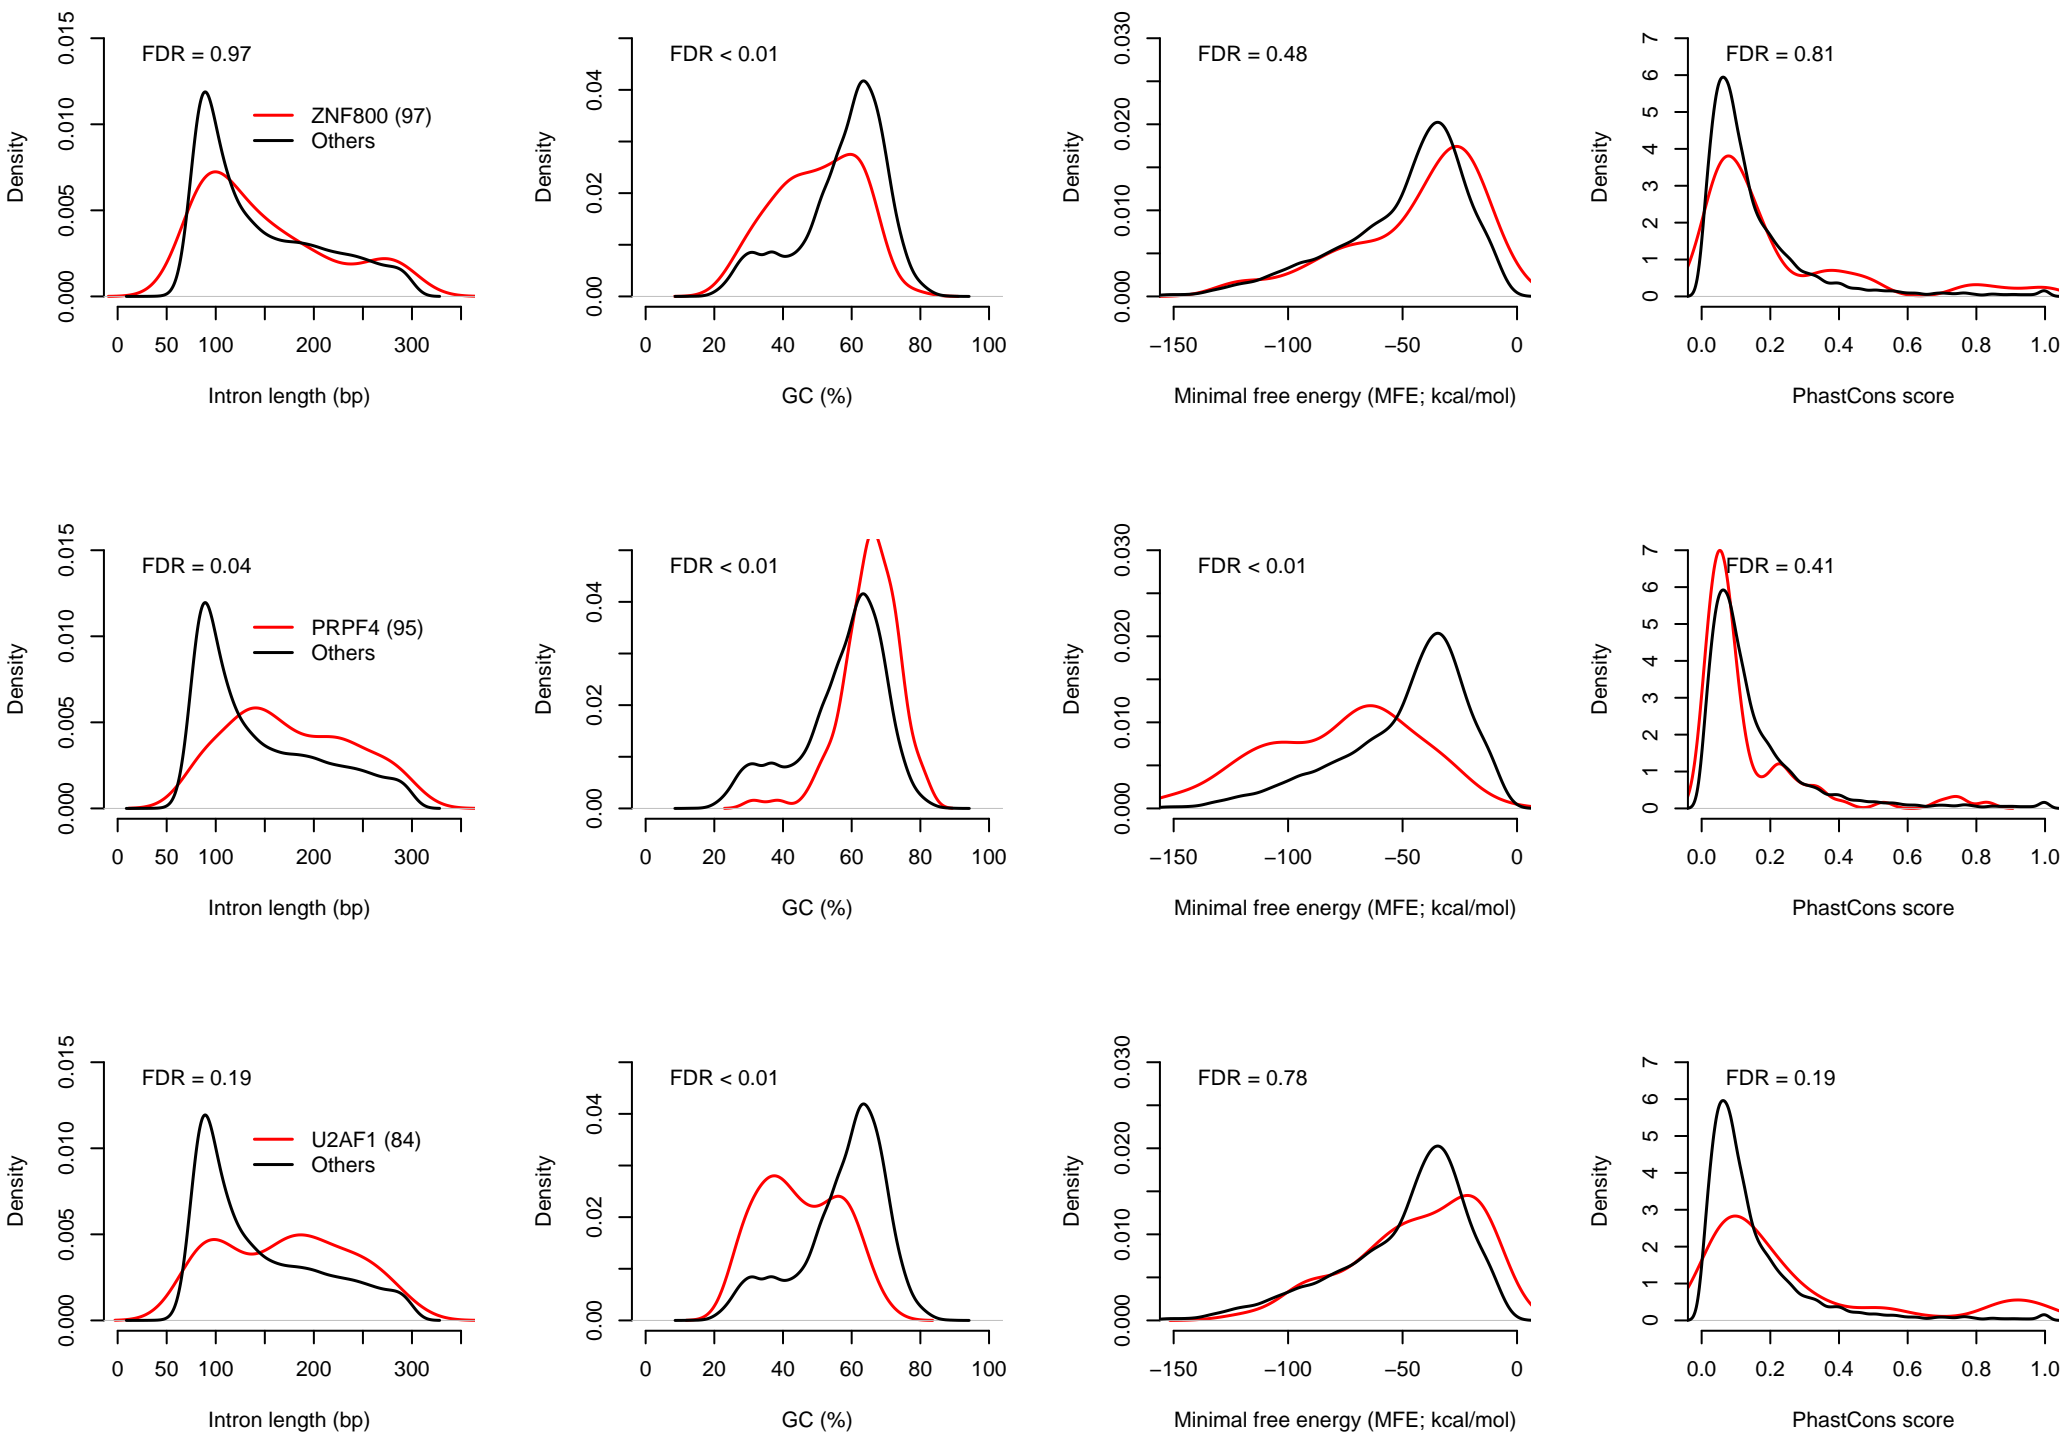 Density
0.000 0.005 0.010 0.015
FDR = 0.97
ZNF800 (97)
Others
0 50 100 200 300
Intron length (bp)
Density
0.00 0.02 0.04
FDR < 0.01
0 20 40 60 80 100
GC (%)
Density
0.000 0.010 0.020 0.030
FDR = 0.48
−150 −100 −50 0
Minimal free energy (MFE; kcal/mol)
Density
0 1 2 3 4 5 6 7
FDR = 0.81
0.0 0.2 0.4 0.6 0.8 1.0
PhastCons score
Density
0.000 0.005 0.010 0.015
FDR = 0.04
PRPF4 (95)
Others
0 50 100 200 300
Intron length (bp)
Density
0.00 0.02 0.04
FDR < 0.01
0 20 40 60 80 100
GC (%)
Density
0.000 0.010 0.020 0.030
FDR < 0.01
−150 −100 −50 0
Minimal free energy (MFE; kcal/mol)
Density
0 1 2 3 4 5 6 7
FDR = 0.41
0.0 0.2 0.4 0.6 0.8 1.0
PhastCons score
Density
0.000 0.005 0.010 0.015
FDR = 0.19
U2AF1 (84)
Others
0 50 100 200 300
Intron length (bp)
Density
0.00 0.02 0.04
FDR < 0.01
0 20 40 60 80 100
GC (%)
Density
0.000 0.010 0.020 0.030
FDR = 0.78
−150 −100 −50 0
Minimal free energy (MFE; kcal/mol)
Density
0 1 2 3 4 5 6 7
FDR = 0.19
0.0 0.2 0.4 0.6 0.8 1.0
PhastCons score